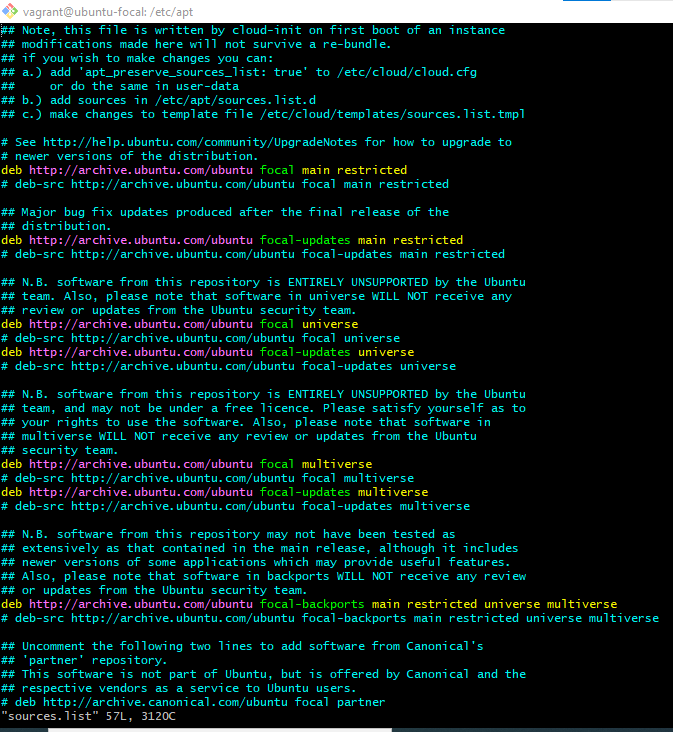 vagrant@ubuntu-focal: /etc/apt
## Note, this file is written by cloud-init on first boot of an instance
## modifications made here will not survive a re-bundle.
## if you wish to make changes you can:
## a.) add 'apt_preserve_sources_list: true' to /etc/cloud/cloud.cfg
##     or do the same in user-data
## b.) add sources in /etc/apt/sources.list.d
## c.) make changes to template file /etc/cloud/templates/sources.list.tmpl

# See http://help.ubuntu.com/community/UpgradeNotes for how to upgrade to
# newer versions of the distribution.
deb http://archive.ubuntu.com/ubuntu focal main restricted
# deb-src http://archive.ubuntu.com/ubuntu focal main restricted

## Major bug fix updates produced after the final release of the
## distribution.
deb http://archive.ubuntu.com/ubuntu focal-updates main restricted
# deb-src http://archive.ubuntu.com/ubuntu focal-updates main restricted

## N.B. software from this repository is ENTIRELY UNSUPPORTED by the Ubuntu
## team. Also, please note that software in universe WILL NOT receive any
## review or updates from the Ubuntu security team.
deb http://archive.ubuntu.com/ubuntu focal universe
# deb-src http://archive.ubuntu.com/ubuntu focal universe
deb http://archive.ubuntu.com/ubuntu focal-updates universe
# deb-src http://archive.ubuntu.com/ubuntu focal-updates universe

## N.B. software from this repository is ENTIRELY UNSUPPORTED by the Ubuntu
## team, and may not be under a free licence. Please satisfy yourself as to
## your rights to use the software. Also, please note that software in
## multiverse WILL NOT receive any review or updates from the Ubuntu
## security team.
deb http://archive.ubuntu.com/ubuntu focal multiverse
# deb-src http://archive.ubuntu.com/ubuntu focal multiverse
deb http://archive.ubuntu.com/ubuntu focal-updates multiverse
# deb-src http://archive.ubuntu.com/ubuntu focal-updates multiverse

## N.B. software from this repository may not have been tested as
## extensively as that contained in the main release, although it includes
## newer versions of some applications which may provide useful features.
## Also, please note that software in backports WILL NOT receive any review
## or updates from the Ubuntu security team.
deb http://archive.ubuntu.com/ubuntu focal-backports main restricted universe multiverse
# deb-src http://archive.ubuntu.com/ubuntu focal-backports main restricted universe multiverse

## Uncomment the following two lines to add software from Canonical's
## 'partner' repository.
## This software is not part of Ubuntu, but is offered by Canonical and the
## respective vendors as a service to Ubuntu users.
# deb http://archive.canonical.com/ubuntu focal partner
"sources.list" 57L, 3120C